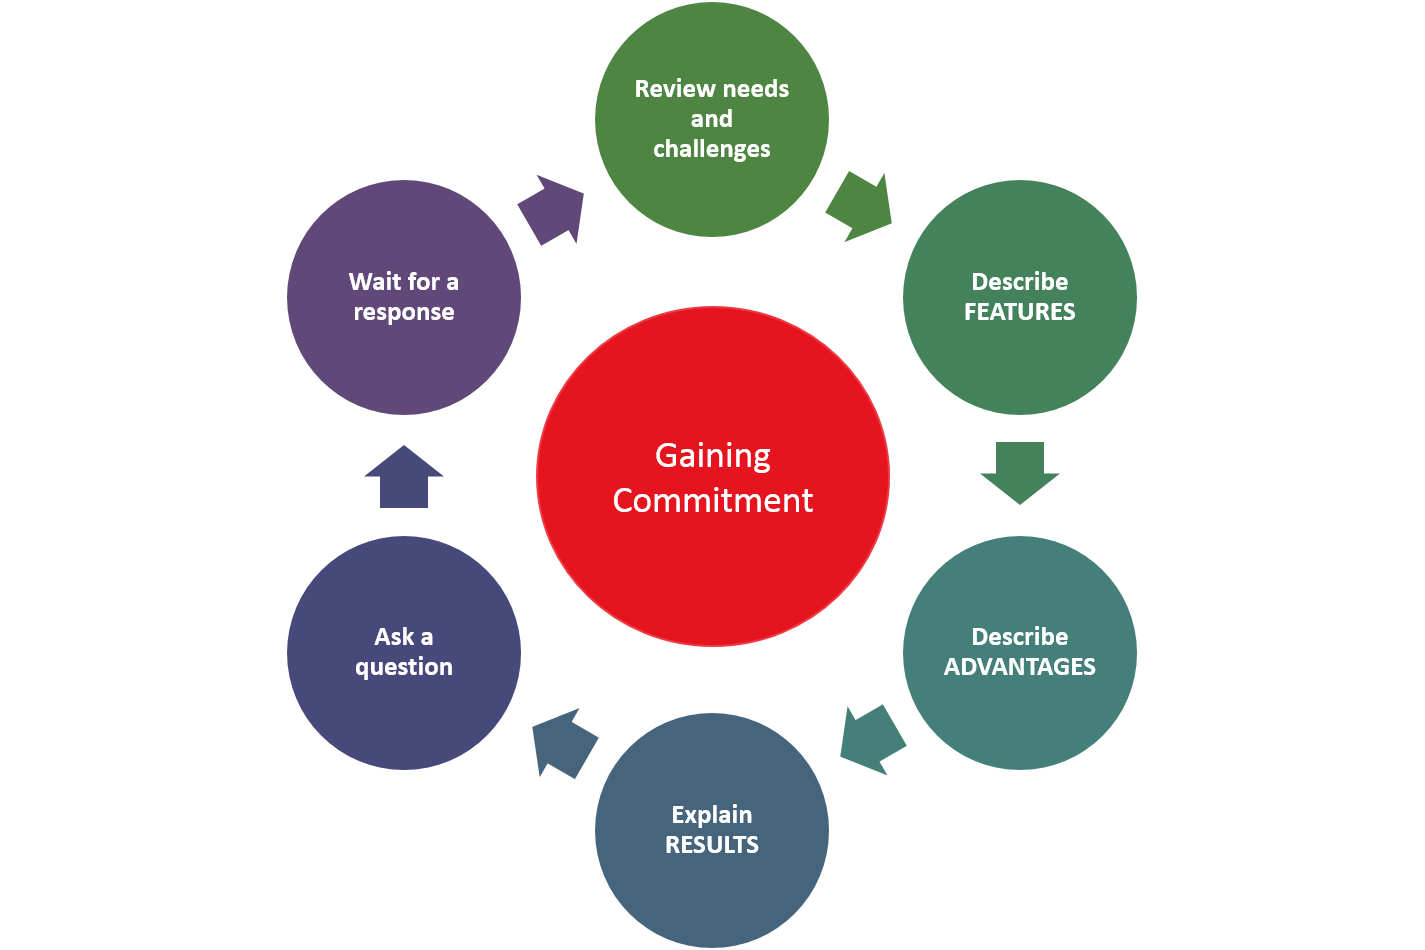 Review needs
and
challenges
Describe
FEATURES
Describe
ADVANTAGES
Explain
RESULTS
Ask a
question
Wait for a
response
Gaining
Commitment